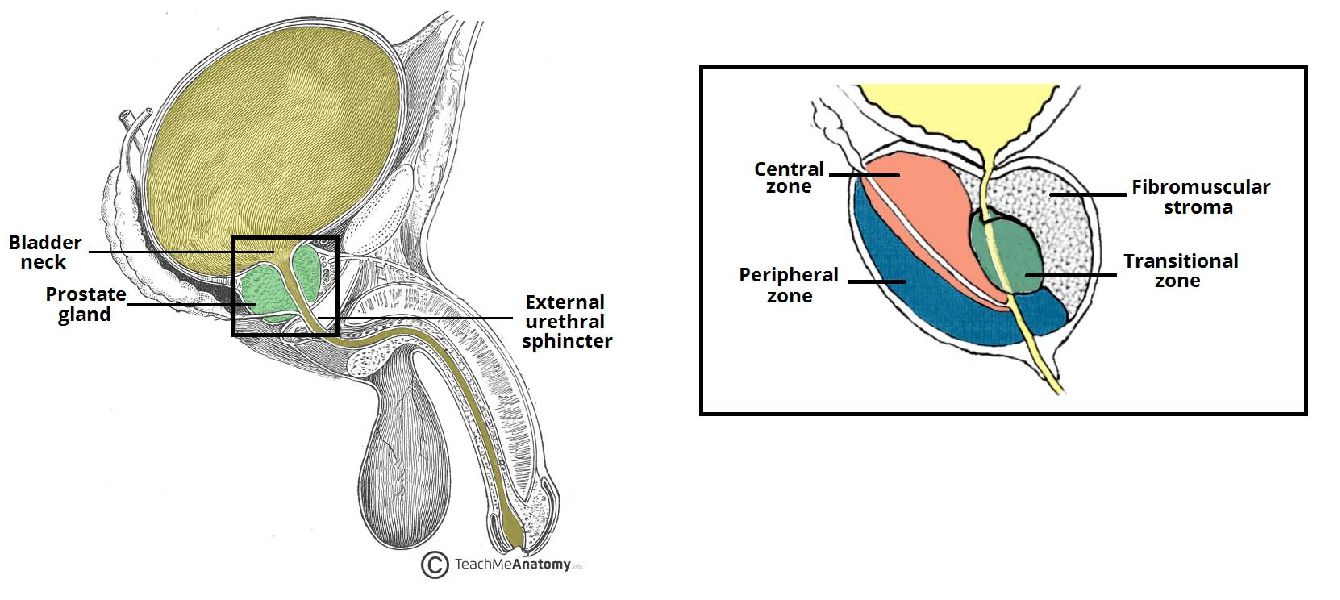 Bladder
neck
Prostate
gland
External
urethral
sphincter
© TeachMeAnatomy
Central
zone
Peripheral
zone
Fibromuscular
stroma
Transitional
zone